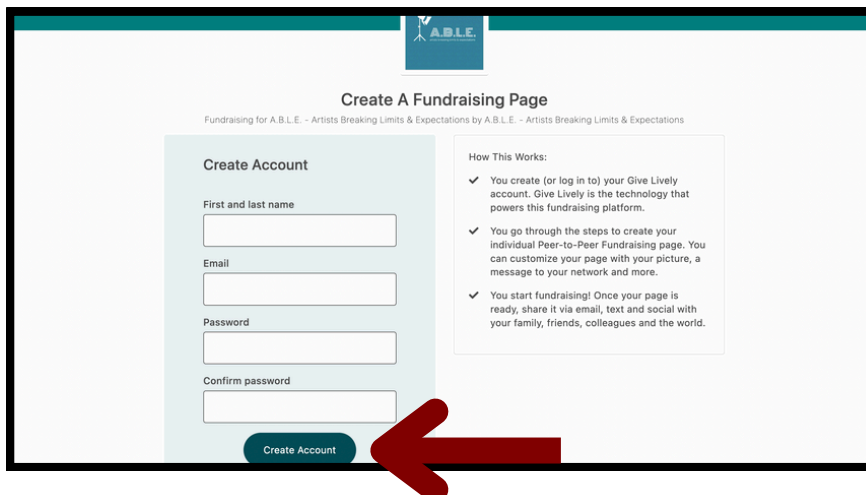 A.B.L.E.
Create A Fundraising Page
Fundraising for A.B.L.E. - Artists Breaking Limits & Expectations by A.B.L.E. - Artists Breaking Limits & Expectations
Create Account
First and last name
Email
Password
Confirm password
Create Account
How This Works:
You create (or log in to) your Give Lively
account. Give Lively is the technology that
powers this fundraising platform.
You go through the steps to create your
individual Peer-to-Peer Fundraising page. You
can customize your page with your picture, a
message to your network and more.
You start fundraising! Once your page is
ready, share it via email, text and social with
your family, friends, colleagues and the world.